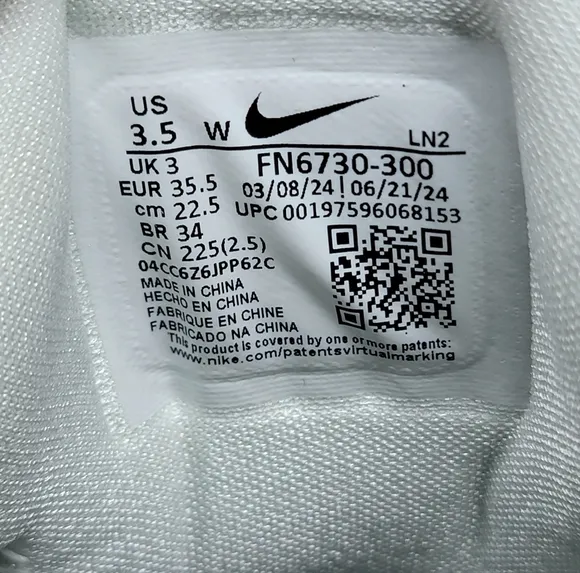 US
3.5 W
LN2
UK 3
FN6730-300
EUR 35.5
03/08/24 | 06/21/24
cm 22.5
UPC 00197596068153
BR 34
CN 225(2.5)
04CC6Z6JPP62C
MADE IN CHINA
HECHO EN CHINA
FABRIQUE EN CHINE
FABRICADO NA CHINA
This product is covered by one or more patents:
www.nike.com/patentsvirtualmarking